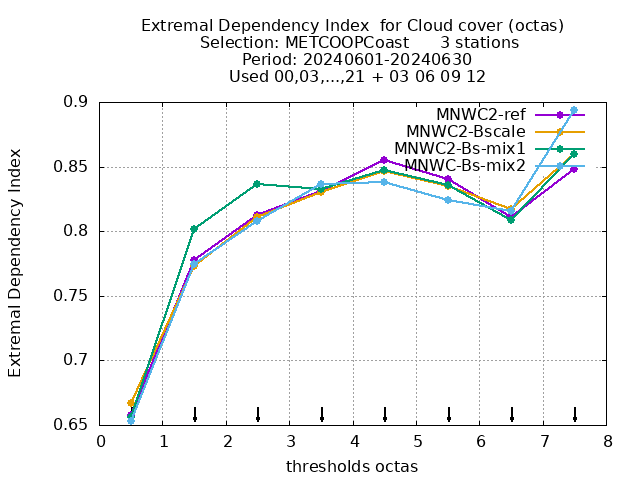 Extremal Dependency Index  for Cloud cover (octas)
Selection: METCOOPCoast      3 stations
Period: 20240601-20240630
Used 00,03,...,21 + 03 06 09 12
Extremal Dependency Index
0.9
0.85
0.8
0.75
0.7
0.65
MNWC2-ref
MNWC2-Bscale
MNWC2-Bs-mix1
MNWC-Bs-mix2
0 1 2 3 4 5 6 7 8
thresholds octas